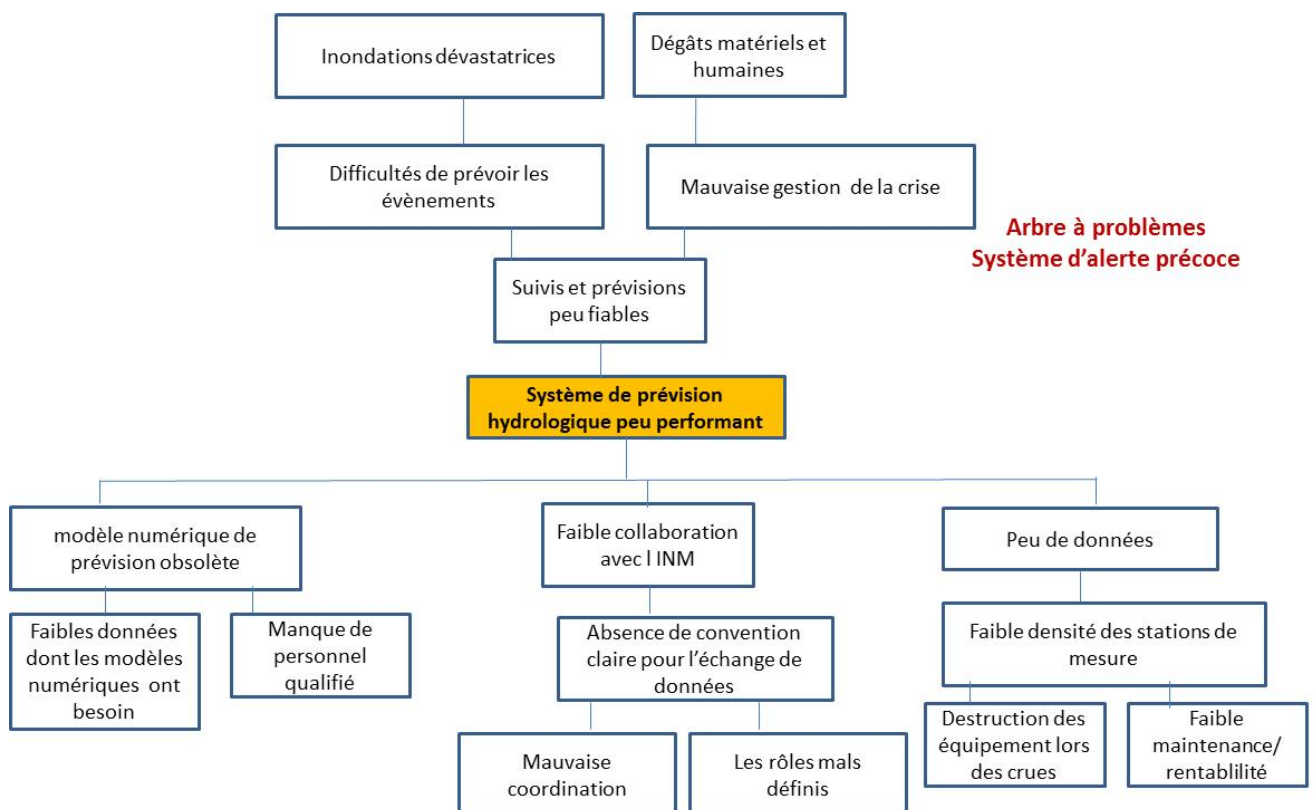 Inondations dévastatrices
Dégâts matériels et
humaines
Difficultés de prévoir les
évènements
Mauvaise gestion de la crise
Arbre à problèmes
Système d'alerte précoce
Suivis et prévisions
peu fiables
Système de prévision
hydrologique peu performant
modèle numérique de
prévision obsolète
Faible collaboration
avec l INM
Peu de données
Faibles données
dont les modèles
numériques ont
besoin
Manque de
personnel
qualifié
Absence de convention
claire pour l'échange de
données
Faible densité des stations de
mesure
Mauvaise
coordination
Les rôles mals
définis
Destruction des
équipement lors
des crues
Faible
maintenance/
rentablilité